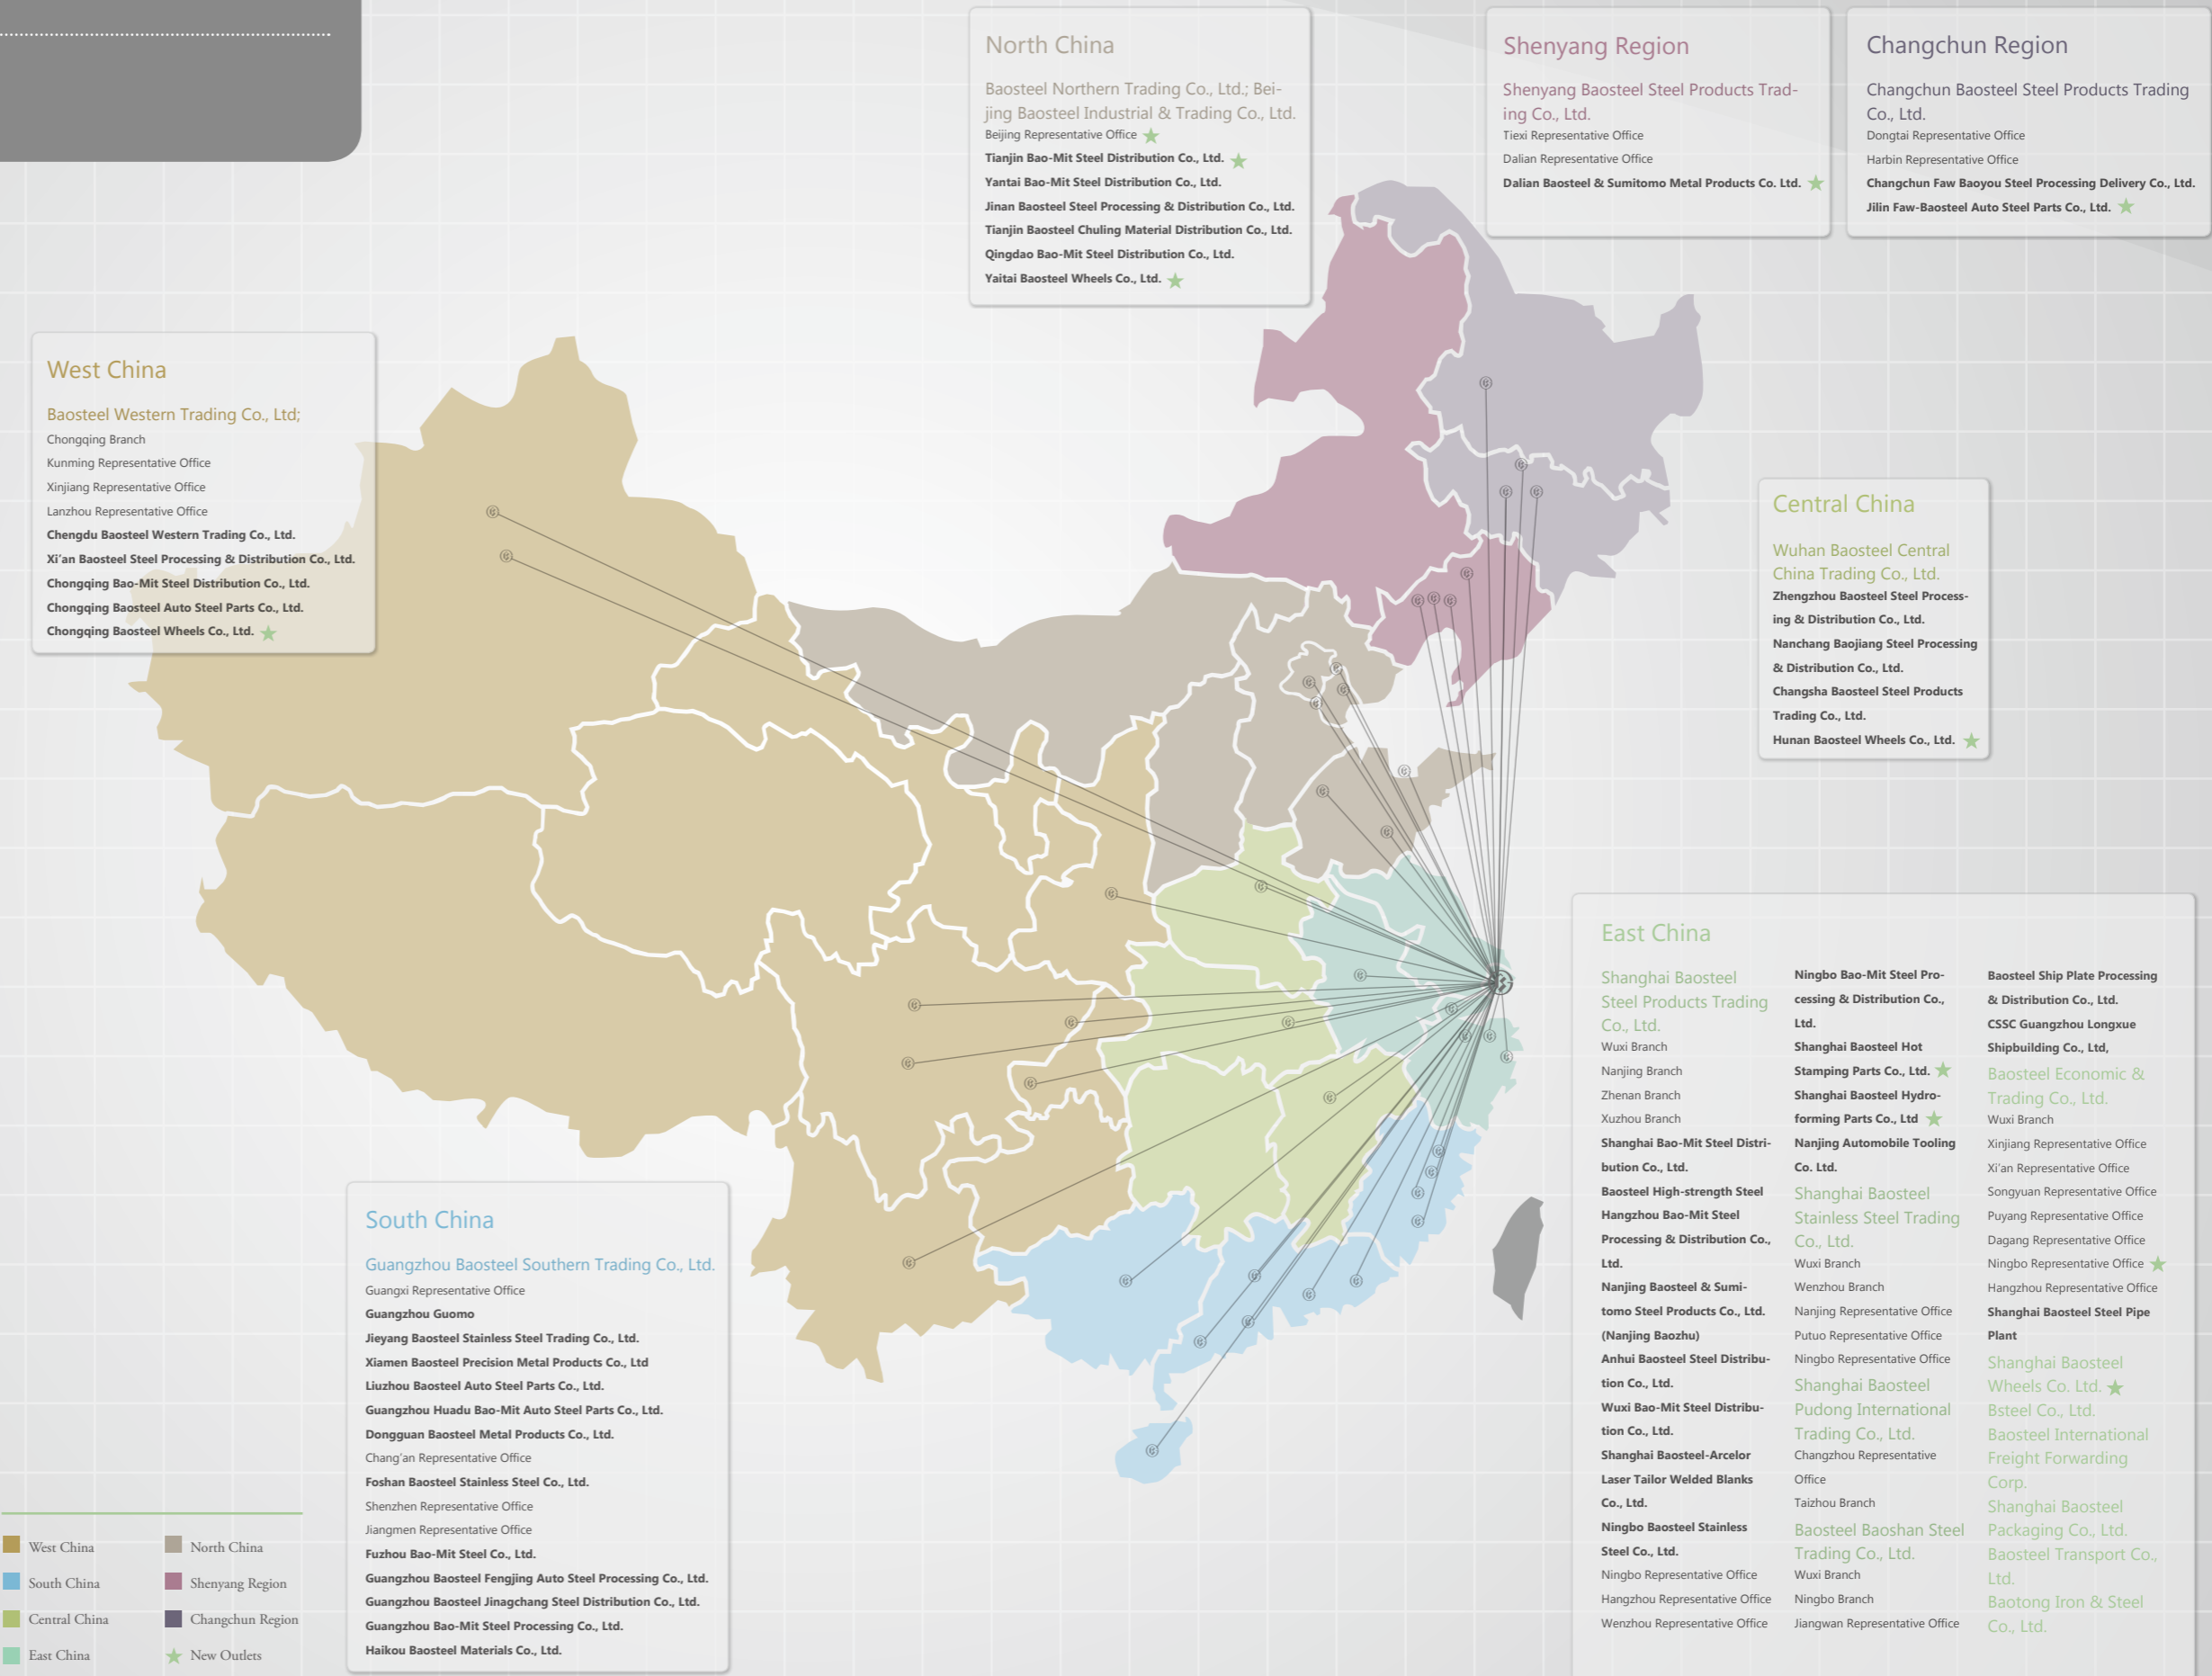 North China
Baosteel Northern Trading Co., Ltd.; Bei-
jing Baosteel Industrial & Trading Co., Ltd.
Beijing Representative Office
Tianjin Bao-Mit Steel Distribution Co., Ltd.
Yantai Bao-Mit Steel Distribution Co., Ltd.
Jinan Baosteel Steel Processing & Distribution Co., Ltd.
Tianjin Baosteel Chuling Material Distribution Co., Ltd.
Qingdao Bao-Mit Steel Distribution Co., Ltd.
Yaitai Baosteel Wheels Co., Ltd.
Shenyang Region
Shenyang Baosteel Steel Products Trad-
ing Co., Ltd.
Tiexi Representative Office
Dalian Representative Office
Dalian Baosteel & Sumitomo Metal Products Co. Ltd.
Changchun Region
Changchun Baosteel Steel Products Trading
Co., Ltd.
Dongtai Representative Office
Harbin Representative Office
Changchun Faw Baoyou Steel Processing Delivery Co., Ltd.
Jilin Faw-Baosteel Auto Steel Parts Co., Ltd.
West China
Baosteel Western Trading Co., Ltd;
Chongqing Branch
Kunming Representative Office
Xinjiang Representative Office
Lanzhou Representative Office
Chengdu Baosteel Western Trading Co., Ltd.
Xi'an Baosteel Steel Processing & Distribution Co., Ltd.
Chongqing Bao-Mit Steel Distribution Co., Ltd.
Chongqing Baosteel Auto Steel Parts Co., Ltd.
Chongqing Baosteel Wheels Co., Ltd.
Central China
Wuhan Baosteel Central
China Trading Co., Ltd.
Zhengzhou Baosteel Steel Process-
ing & Distribution Co., Ltd.
Nanchang Baojiang Steel Processing
& Distribution Co., Ltd.
Changsha Baosteel Steel Products
Trading Co., Ltd.
Hunan Baosteel Wheels Co., Ltd.
East China
Shanghai Baosteel
Steel Products Trading
Co., Ltd.
Wuxi Branch
Nanjing Branch
Zhenan Branch
Xuzhou Branch
Shanghai Bao-Mit Steel Distri-
bution Co., Ltd.
Baosteel High-strength Steel
Hangzhou Bao-Mit Steel
Processing & Distribution Co.,
Ltd.
Nanjing Baosteel & Sumi-
tomo Steel Products Co., Ltd.
(Nanjing Baozhu)
Anhui Baosteel Steel Distribu-
tion Co., Ltd.
Wuxi Bao-Mit Steel Distribu-
tion Co., Ltd.
Shanghai Baosteel-Arcelor
Laser Tailor Welded Blanks
Co., Ltd.
Ningbo Baosteel Stainless
Steel Co., Ltd.
Ningbo Representative Office
Hangzhou Representative Office
Wenzhou Representative Office
Ningbo Bao-Mit Steel Pro-
cessing & Distribution Co.,
Ltd.
Shanghai Baosteel Hot
Stamping Parts Co., Ltd.
Shanghai Baosteel Hydro-
forming Parts Co., Ltd
Nanjing Automobile Tooling
Co. Ltd.
Shanghai Baosteel
Stainless Steel Trading
Co., Ltd.
Wuxi Branch
Wenzhou Branch
Nanjing Representative Office
Putuo Representative Office
Ningbo Representative Office
Shanghai Baosteel
Pudong International
Trading Co., Ltd.
Changzhou Representative
Office
Taizhou Branch
Baosteel Baoshan Steel
Trading Co., Ltd.
Wuxi Branch
Ningbo Branch
Jiangwan Representative Office
Baosteel Ship Plate Processing
& Distribution Co., Ltd.
CSSC Guangzhou Longxue
Shipbuilding Co., Ltd,
Baosteel Economic &
Trading Co., Ltd.
Wuxi Branch
Xinjiang Representative Office
Xi'an Representative Office
Songyuan Representative Office
Puyang Representative Office
Dagang Representative Office
Ningbo Representative Office
Hangzhou Representative Office
Shanghai Baosteel Steel Pipe
Plant
Shanghai Baosteel
Wheels Co. Ltd.
Bsteel Co., Ltd.
Baosteel International
Freight Forwarding
Corp.
Shanghai Baosteel
Packaging Co., Ltd.
Baosteel Transport Co.,
Ltd.
Baotong Iron & Steel
Co., Ltd.
South China
Guangzhou Baosteel Southern Trading Co., Ltd.
Guangxi Representative Office
Guangzhou Guomo
Jieyang Baosteel Stainless Steel Trading Co., Ltd.
Xiamen Baosteel Precision Metal Products Co., Ltd
Liuzhou Baosteel Auto Steel Parts Co., Ltd.
Guangzhou Huadu Bao-Mit Auto Steel Parts Co., Ltd.
Dongguan Baosteel Metal Products Co., Ltd.
Chang'an Representative Office
Foshan Baosteel Stainless Steel Co., Ltd.
Shenzhen Representative Office
Jiangmen Representative Office
Fuzhou Bao-Mit Steel Co., Ltd.
Guangzhou Baosteel Fengjing Auto Steel Processing Co., Ltd.
Guangzhou Baosteel Jinagchang Steel Distribution Co., Ltd.
Guangzhou Bao-Mit Steel Processing Co., Ltd.
Haikou Baosteel Materials Co., Ltd.
West China
South China
Central China
East China
North China
Shenyang Region
Changchun Region
New Outlets